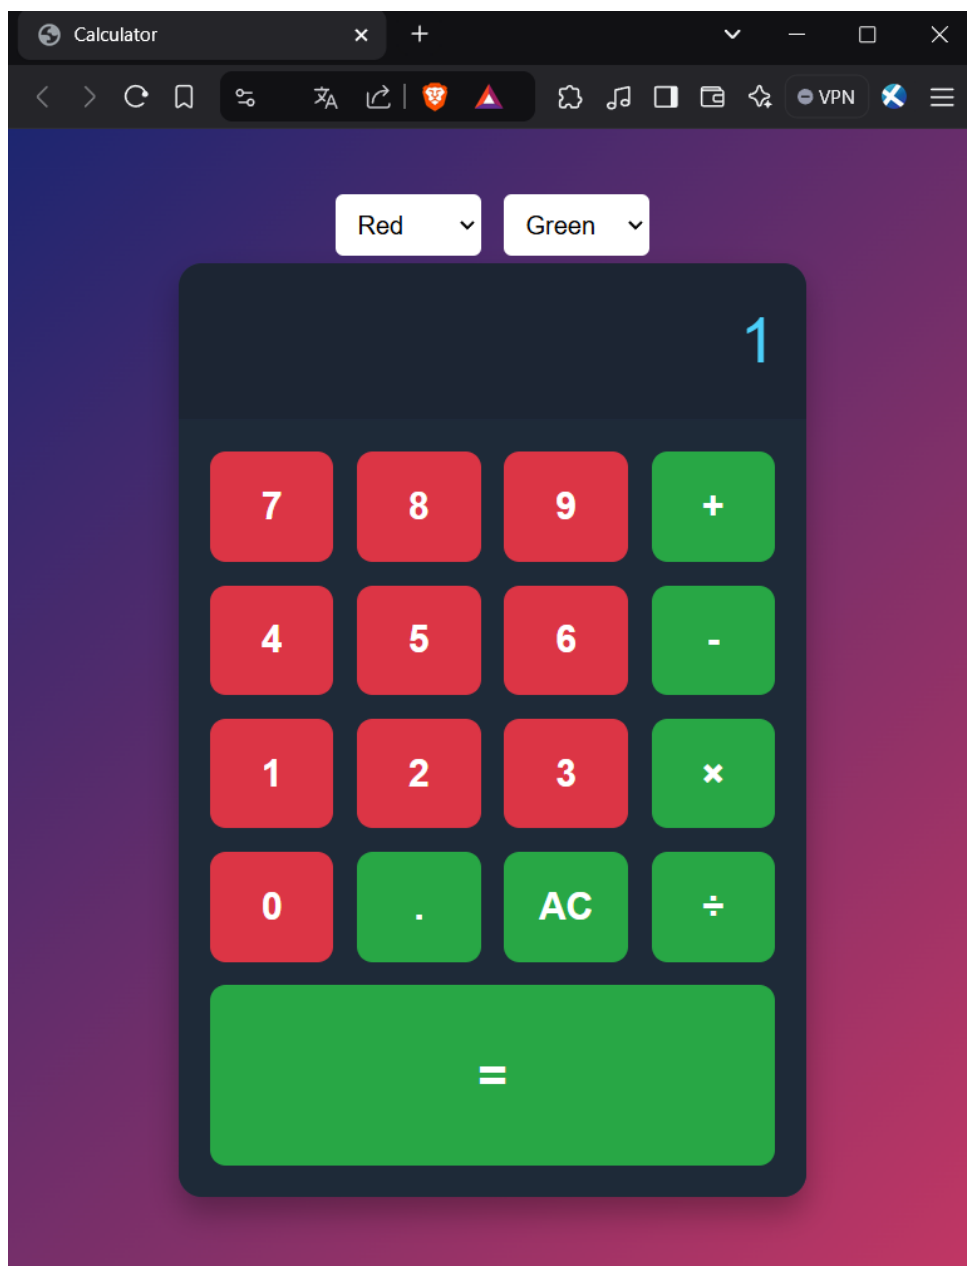 Calculator
VPN
Red Green
1
7 8 9 +
4 5 6 -
1 2 3 ×
0 . AC ÷
=